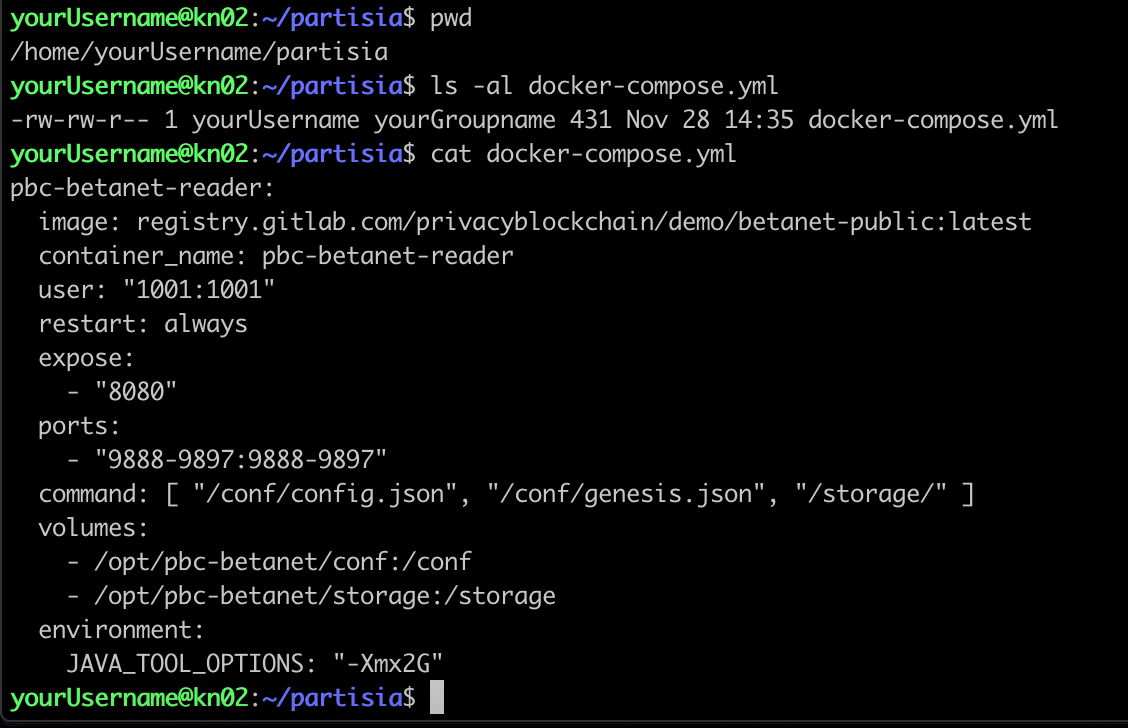 yourUsername@kn02:~/partisia$ pwd
/home/yourUsername/partisia
yourUsername@kn02:~/partisia$ ls -al docker-compose.yml
-rw-rw-r-- 1 yourUsername yourGroupname 431 Nov 28 14:35 docker-compose.yml
yourUsername@kn02:~/partisia$ cat docker-compose.yml
pbc-betanet-reader:
  image: registry.gitlab.com/privacyblockchain/demo/betanet-public:latest
  container_name: pbc-betanet-reader
  user: "1001:1001"
  restart: always
  expose:
    - "8080"
  ports:
    - "9888-9897:9888-9897"
  command: [ "/conf/config.json", "/conf/genesis.json", "/storage/" ]
  volumes:
    - /opt/pbc-betanet/conf:/conf
    - /opt/pbc-betanet/storage:/storage
  environment:
    JAVA_TOOL_OPTIONS: "-Xmx2G"
yourUsername@kn02:~/partisia$